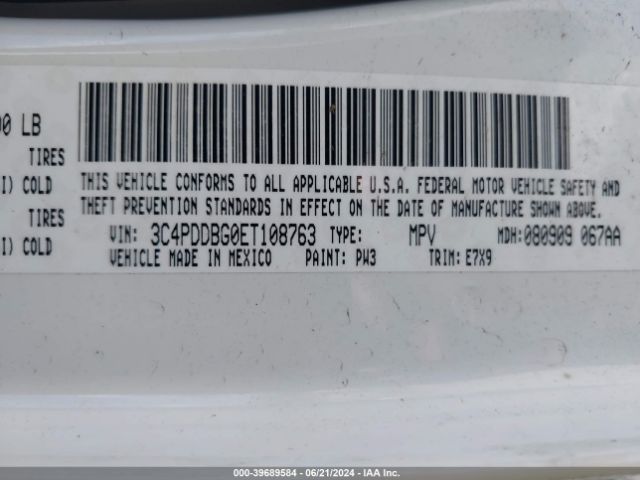 00 LB
TIRES
I) COLD
TIRES
I) COLD
THIS VEHICLE CONFORMS TO ALL APPLICABLE U.S.A. FEDERAL MOTOR VEHICLE SAFETY AND
THEFT PREVENTION STANDARDS IN EFFECT ON THE DATE OF MANUFACTURE SHOWN ABOVE.
VIN: 3C4PDDBG0ET108763 TYPE: MPV MDH:080909 067AA
VEHICLE MADE IN MEXICO PAINT: PW3 TRIM: E7X9
000-39689584 | 06/21/2024 - IAA Inc.